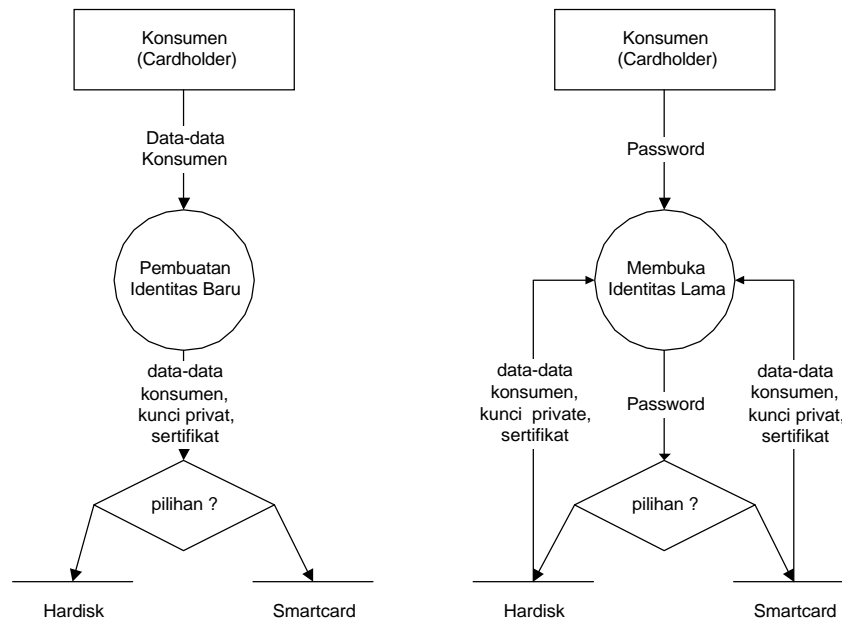 Konsumen
(Cardholder)
Data-data
Konsumen
Pembuatan
Identitas Baru
data-data
konsumen,
kunci privat,
sertifikat
pilihan ?
Hardisk
Smartcard
Konsumen
(Cardholder)
Password
Membuka
Identitas Lama
data-data
konsumen,
kunci private,
sertifikat
Password
data-data
konsumen,
kunci privat,
sertifikat
pilihan ?
Hardisk
Smartcard